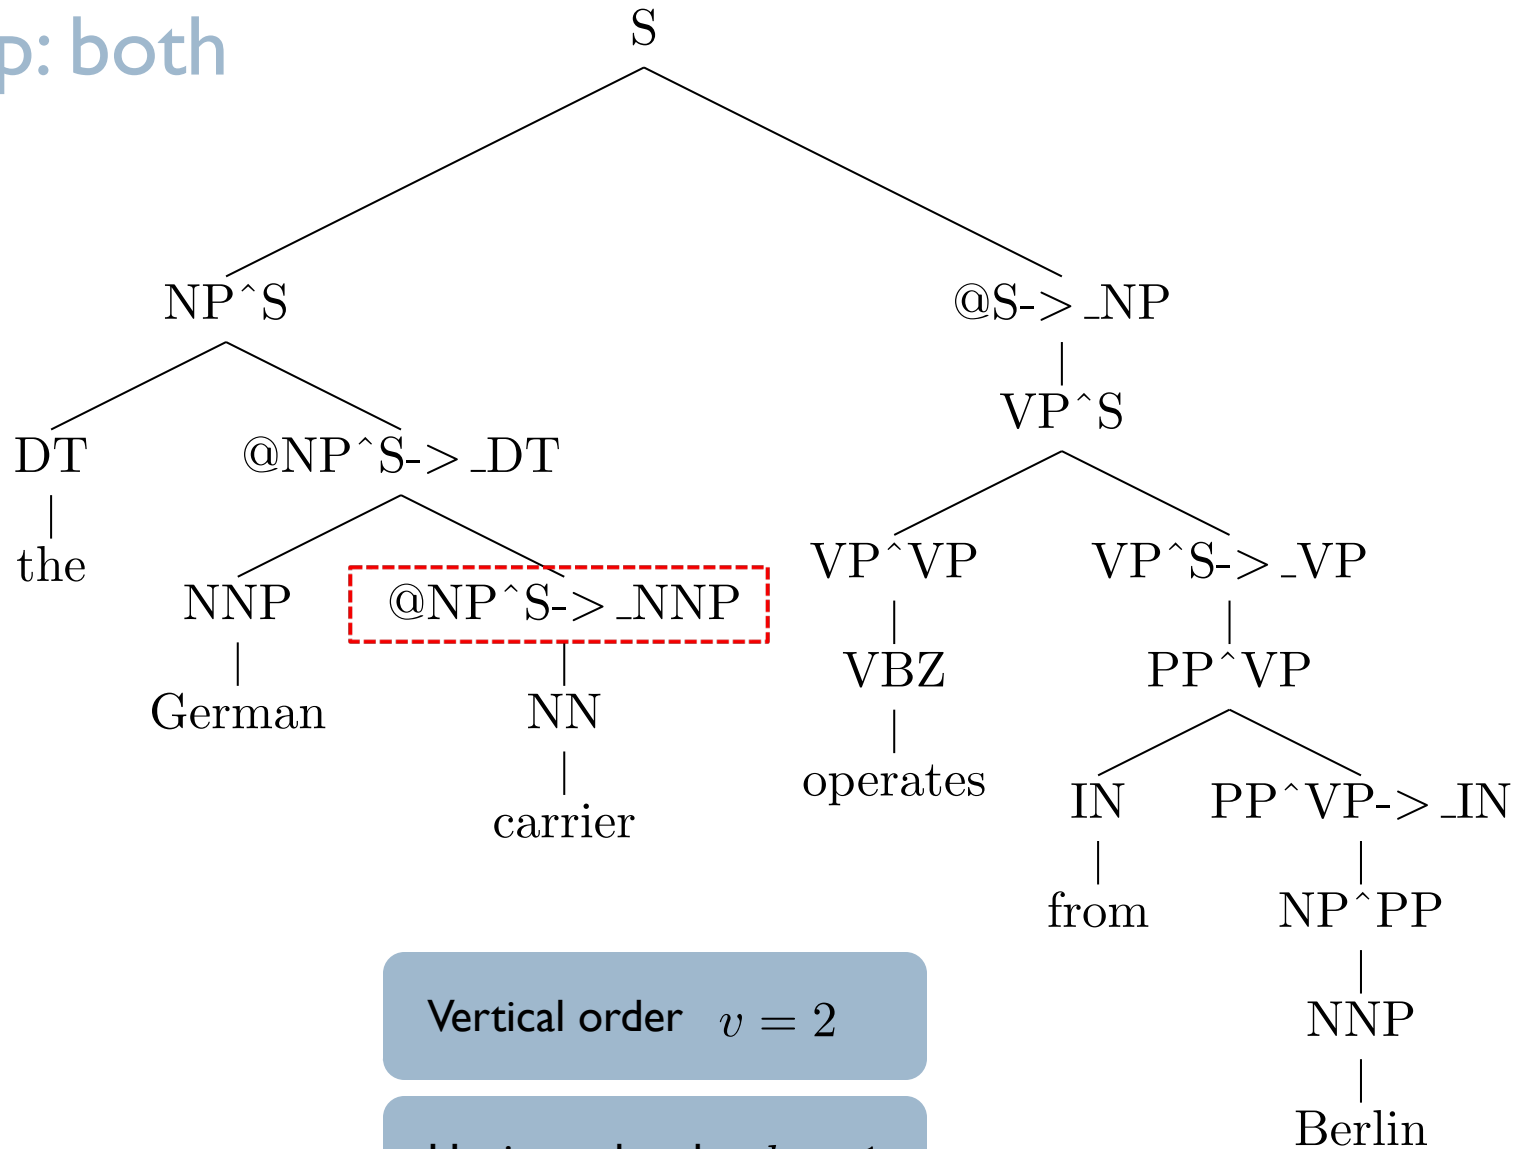 p: both
S
NP^S @S-> _NP
VP^S
DT @NP^S-> _DT
the VP^VP VP^S-> _VP
NNP @NP^S-> _NNP
VBZ PP^VP
German NN
operates IN PP^VP-> _IN
carrier
from NP^PP
Vertical order v = 2
NNP
Berlin